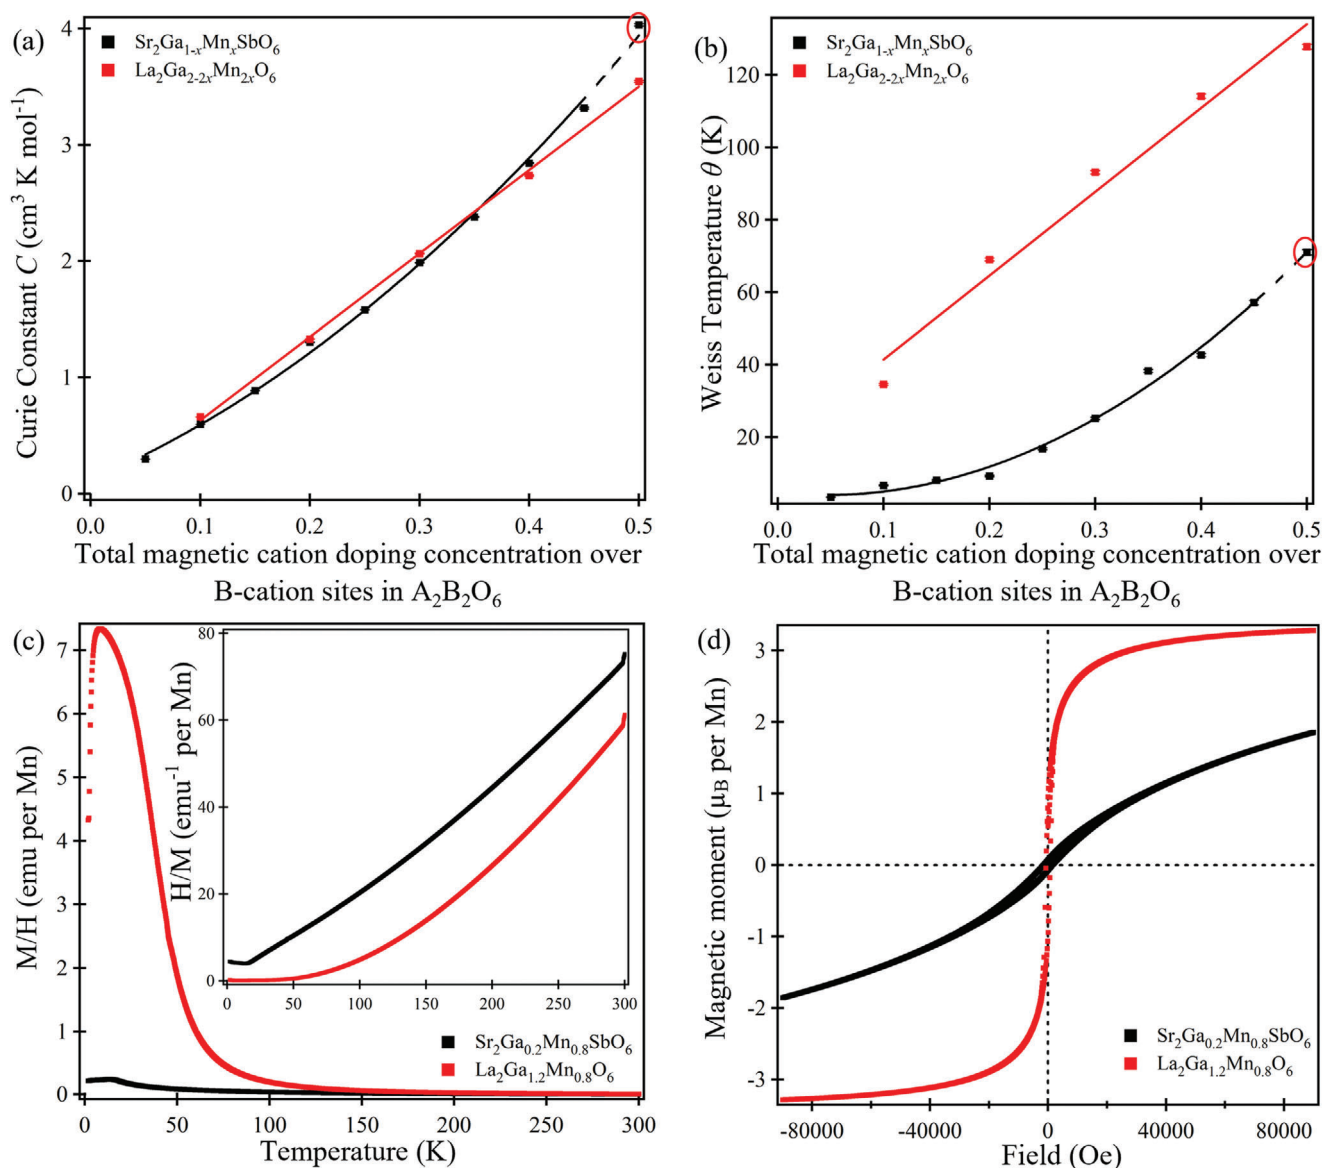 (a)
Sr₂Ga₁₋ₓMnₓSbO₆
La₂Ga₂₋₂ₓMn₂ₓO₆
Curie Constant C (cm³ K mol⁻¹)
4
3
2
1
0
0.0 0.1 0.2 0.3 0.4 0.5
Total magnetic cation doping concentration over
B-cation sites in A₂B₂O₆
(b)
Sr₂Ga₁₋ₓMnₓSbO₆
La₂Ga₂₋₂ₓMn₂ₓO₆
Weiss Temperature θ (K)
120
100
80
60
40
20
0.0 0.1 0.2 0.3 0.4 0.5
Total magnetic cation doping concentration over
B-cation sites in A₂B₂O₆
(c)
M/H (emu per Mn)
7
6
5
4
3
2
1
0
H/M (emu⁻¹ per Mn)
80
60
40
20
0
0 50 100 150 200 250 300
Sr₂Ga₀.₂Mn₀.₈SbO₆
La₂Ga₁.₂Mn₀.₈O₆
0 50 100 150 200 250 300
Temperature (K)
(d)
Magnetic moment (μB per Mn)
3
2
1
0
-1
-2
-3
Sr₂Ga₀.₂Mn₀.₈SbO₆
La₂Ga₁.₂Mn₀.₈O₆
-80000 -40000 0 40000 80000
Field (Oe)